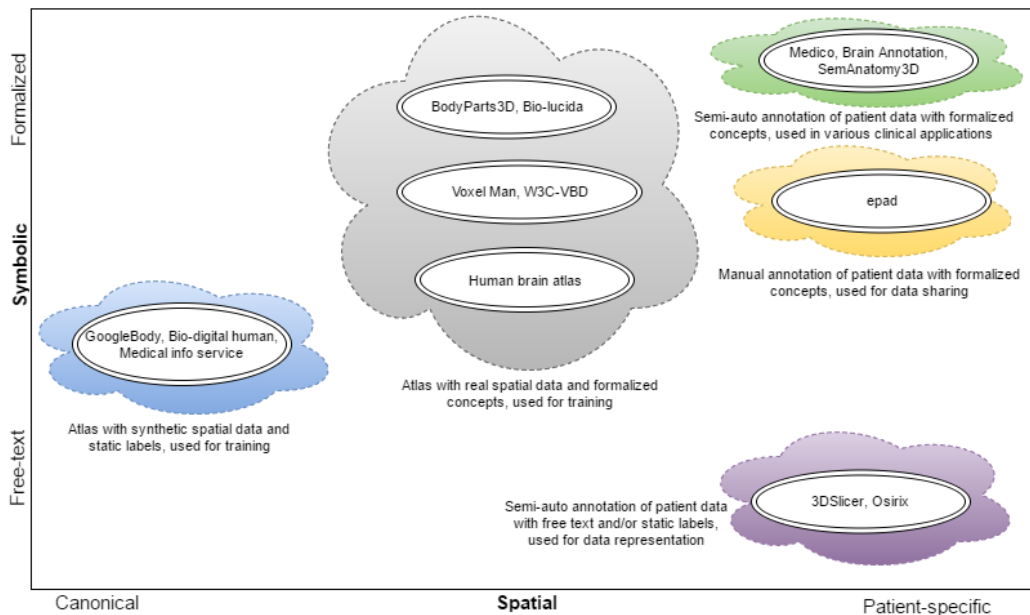 Formalized
Symbolic
Free-text
Medico, Brain Annotation,
SemAnatomy3D
Semi-auto annotation of patient data with formalized
concepts, used in various clinical applications
BodyParts3D, Bio-lucida
Voxel Man, W3C-VBD
Human brain atlas
Atlas with real spatial data and formalized
concepts, used for training
epad
Manual annotation of patient data with formalized
concepts, used for data sharing
GoogleBody, Bio-digital human,
Medical info service
Atlas with synthetic spatial data and
static labels, used for training
Semi-auto annotation of patient data
with free text and/or static labels,
used for data representation
3DSlicer, Osirix
Canonical
Spatial
Patient-specific